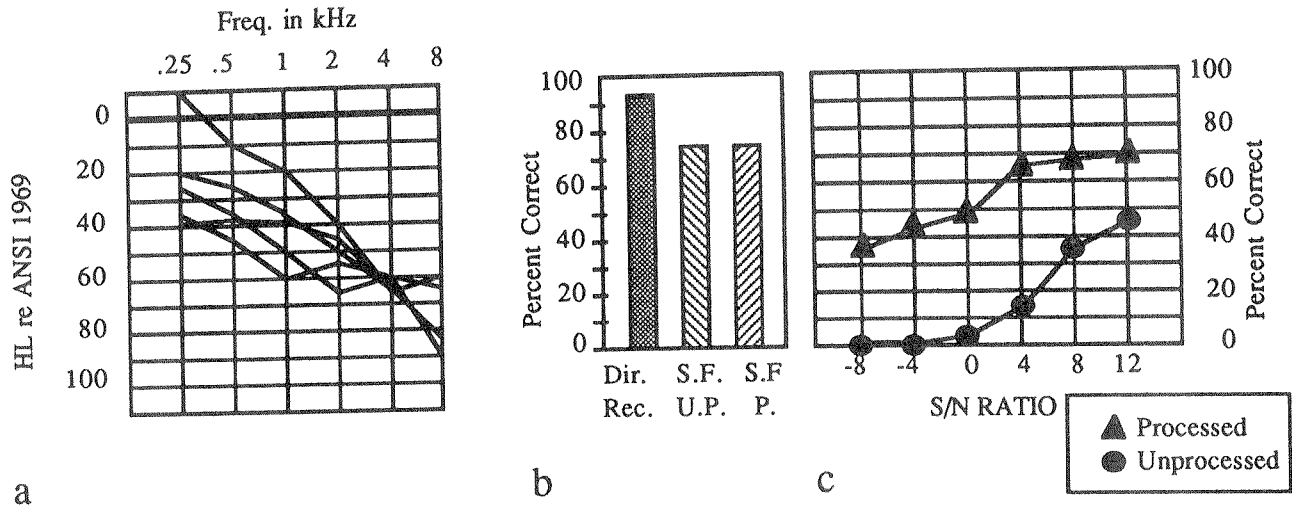 Freq. in kHz
.25 .5 1 2 4 8
HL re ANSI 1969
0
20
40
60
80
100
a
Percent Correct
100
80
60
40
20
0
Dir. S.F. S.F
Rec. U.P. P.
b
100
80
60
40
20
0
Percent Correct
-8 -4 0 4 8 12
S/N RATIO
Processed
Unprocessed
c